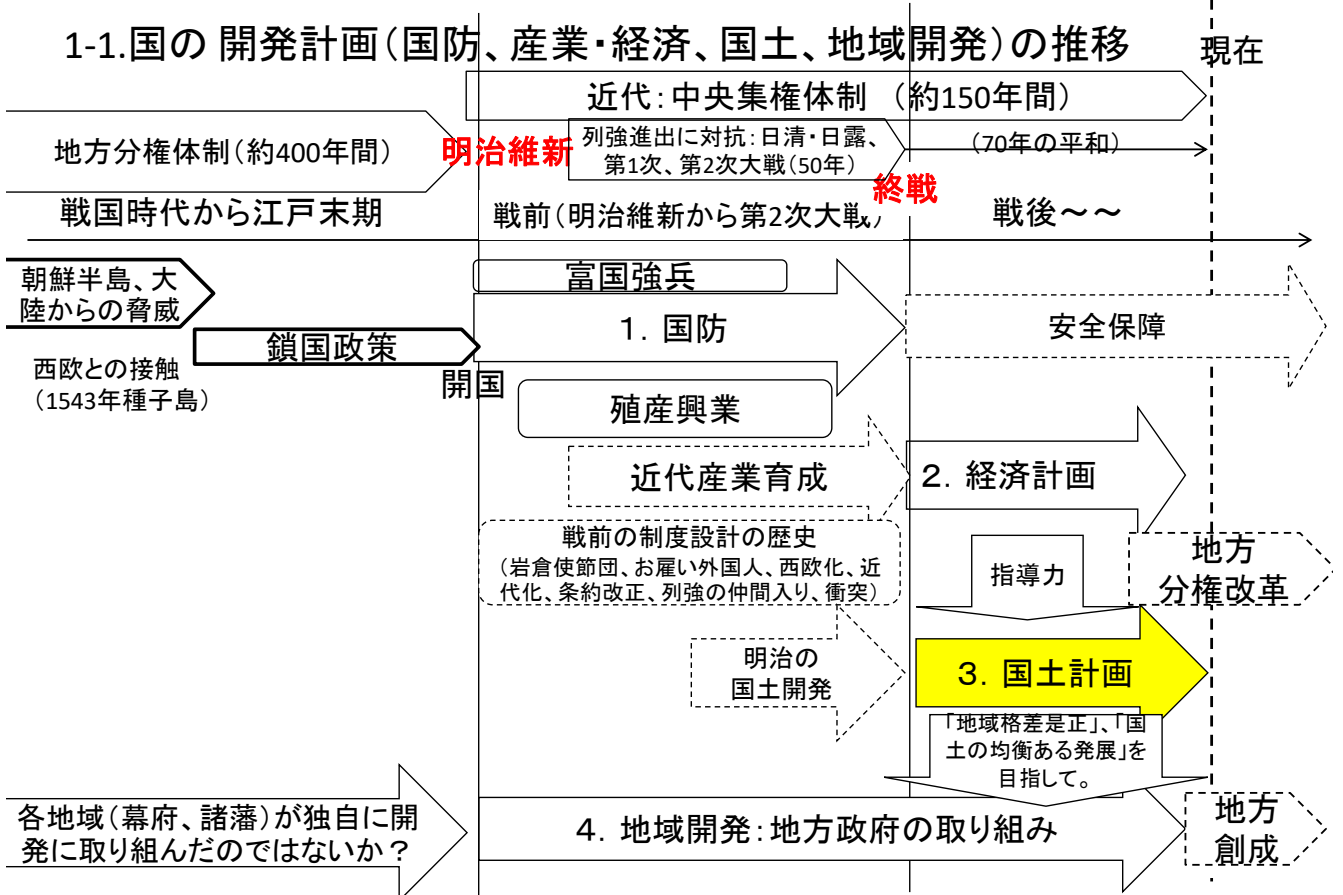 1-1.国の 開発計画（国防、産業・経済、国土、地域開発）の推移
現在
近代：中央集権体制 （約150年間）
地方分権体制（約400年間）
明治維新
列強進出に対抗：日清・日露、
第1次、第2次大戦（50年）
（70年の平和）
終戦
戦国時代から江戸末期
戦前（明治維新から第2次大戦）
戦後～～
朝鮮半島、大
陸からの脅威
富国強兵
1．国防
安全保障
鎖国政策
西欧との接触
（1543年種子島）
開国
殖産興業
近代産業育成
2．経済計画
戦前の制度設計の歴史
（岩倉使節団、お雇い外国人、西欧化、近
代化、条約改正、列強の仲間入り、衝突）
指導力
地方
分権改革
明治の
国土開発
3．国土計画
「地域格差是正」、「国
土の均衡ある発展」を
目指して。
各地域（幕府、諸藩）が独自に開
発に取り組んだのではないか？
4．地域開発：地方政府の取り組み
地方
創成